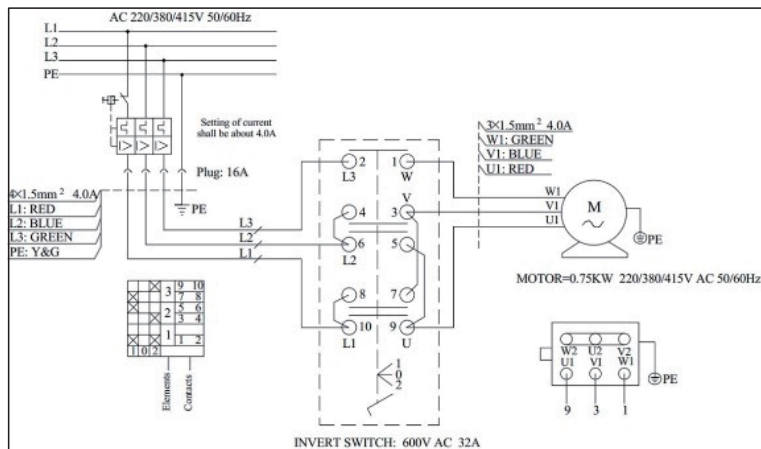 AC 220/380/415V 50/60Hz
L1
L2
L3
PE
Setting of current
shall be about 4.0A
Plug: 16A
4×1.5mm² 4.0A
L1: RED
L2: BLUE
L3: GREEN
PE: Y&G
PE
L3
L2
L1
2 1
L3 W
V
4 3
6 5
L2
8 7
10 9
L1 U
1
0
2
INVERT SWITCH: 600V AC 32A
3×1.5mm² 4.0A
W1: GREEN
V1: BLUE
U1: RED
W1
V1
U1
M
PE
MOTOR=0.75KW 220/380/415V AC 50/60Hz
3 9 10
7 8
2 5 6
3 4
1
1 2
1 0 2
Elements
Contacts
W2 U2 V2
U1 V1 W1
PE
9 3 1